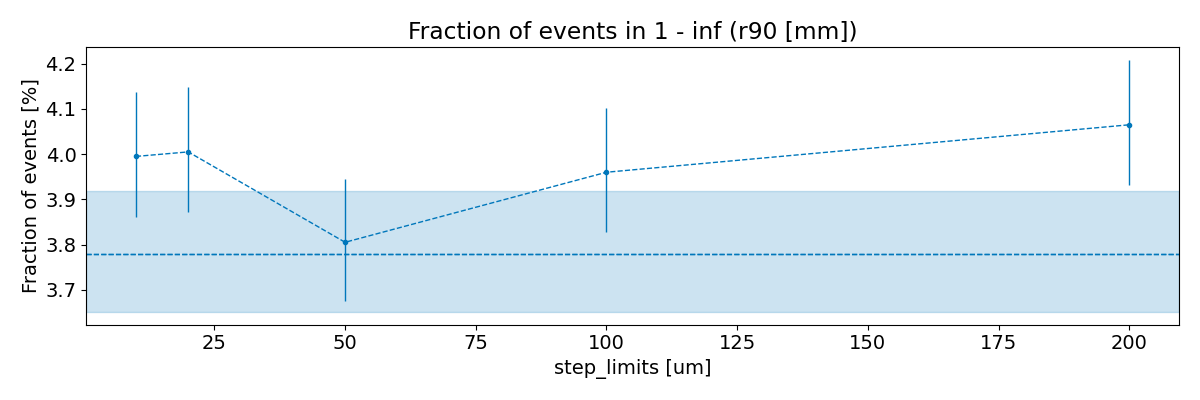 Fraction of events in 1 - inf (r90 [mm])
Fraction of events [%]
4.2
4.1
4.0
3.9
3.8
3.7
25 50 75 100 125 150 175 200
step_limits [um]